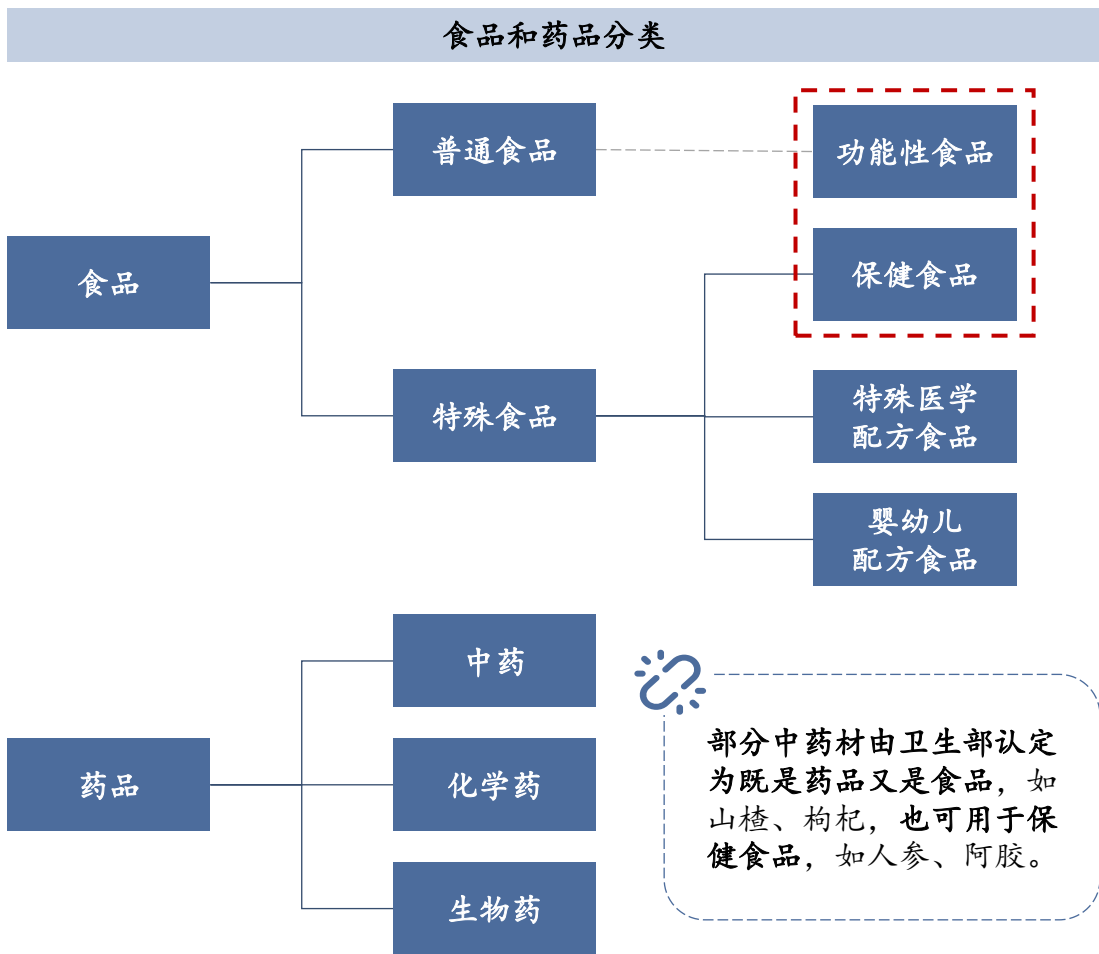 食品和药品分类
普通食品
功能性食品
食品
保健食品
特殊食品
特殊医学
配方食品
婴幼儿
配方食品
中药
药品
化学药
生物药
部分中药材由卫生部认定
为既是药品又是食品，如
山楂、枸杞，也可用于保
健食品，如人参、阿胶。